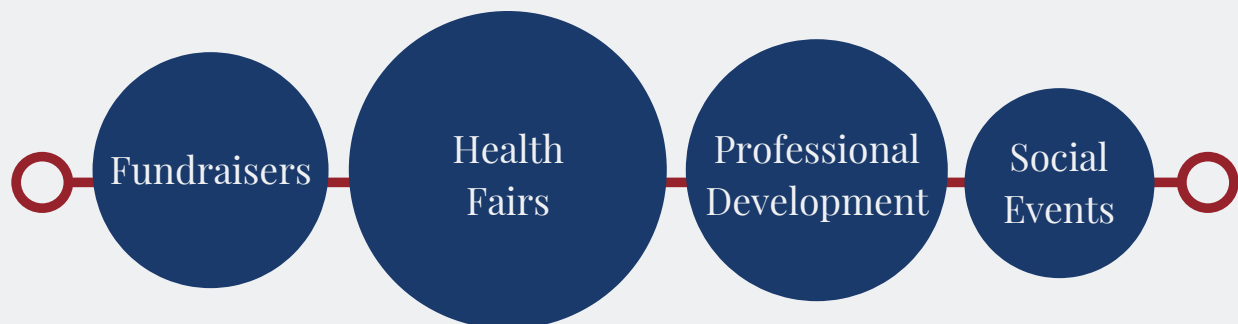 Fundraisers
Health
Fairs
Professional
Development
Social
Events